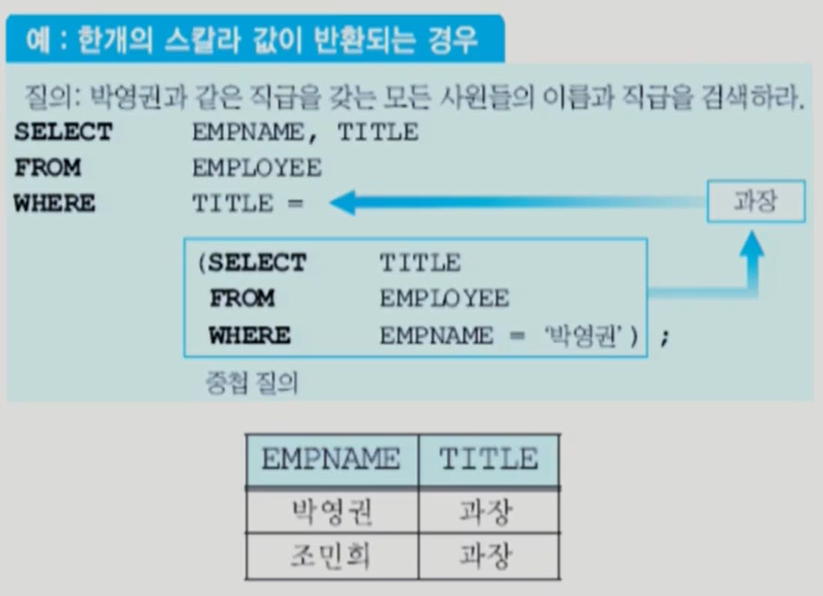 예 : 한개의 스칼라 값이 반환되는 경우
질의: 박영권과 같은 직급을 갖는 모든 사원들의 이름과 직급을 검색하라.
SELECT EMPNAME, TITLE
FROM EMPLOYEE
WHERE TITLE = 과장
(SELECT TITLE
FROM EMPLOYEE
WHERE EMPNAME = ‘박영권’) ;
중첩 질의
EMPNAME TITLE
박영권 과장
조민희 과장